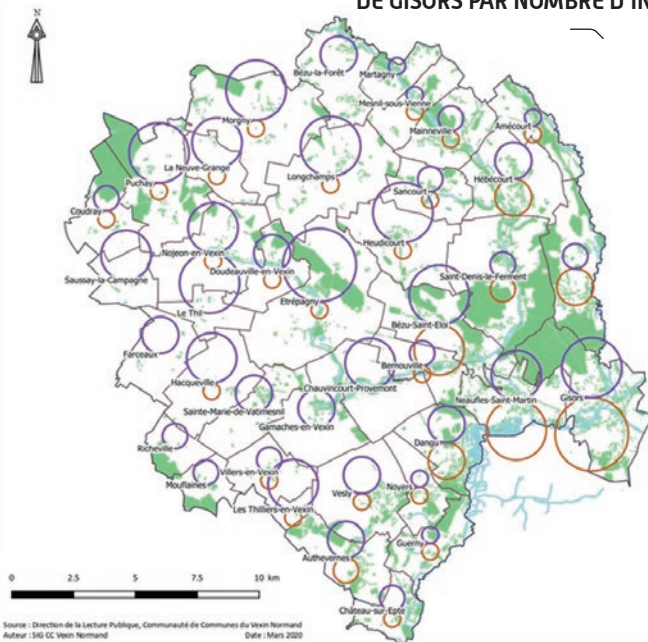 DE GISORS PAR NOMBRE D'IN
N
Bézu-la-Forêt
Martagny
Mesnil-sous-Vienne
Morgny
Mainneville
Amécourt
La Neuve-Grange
Longchamps
Hébécourt
Puchay
Sancourt
Coudray
Heudicourt
Nojeon-en-Vexin
Doudeauville-en-Vexin
Saint-Denis-le-Ferment
Saussay-la-Campagne
Etrépagny
Le Thil
Bézu-Saint-Eloi
Farceaux
Bernouville
Hacqueville
Chauvincourt-Provemont
Neaufles-Saint-Martin
Gisors
Sainte-Marie-de-Vatimesnil
Gamaches-en-Vexin
Dangu
Richeville
Villers-en-Vexin
Mouflaines
Vesly
Noyers
Les Thilliers-en-Vexin
Guerny
Authevernes
Château-sur-Epte
0 2.5 5 7.5 10 km
Source : Direction de la Lecture Publique, Communauté de Communes du Vexin Normand
Auteur : SIG CC Vexin Normand Date : Mars 2020